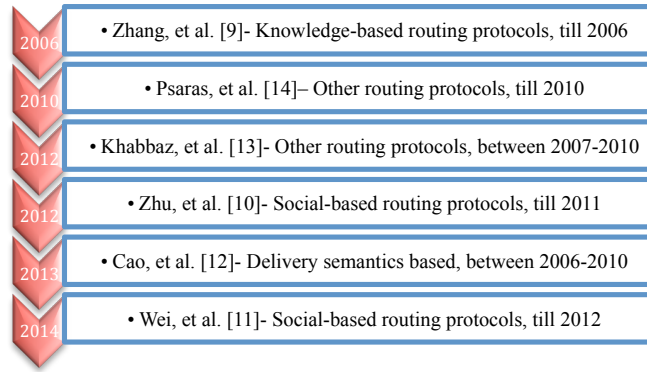 2006
• Zhang, et al. [9]- Knowledge-based routing protocols, till 2006
2010
• Psaras, et al. [14]– Other routing protocols, till 2010
2012
• Khabbaz, et al. [13]- Other routing protocols, between 2007-2010
2012
• Zhu, et al. [10]- Social-based routing protocols, till 2011
2013
• Cao, et al. [12]- Delivery semantics based, between 2006-2010
2014
• Wei, et al. [11]- Social-based routing protocols, till 2012